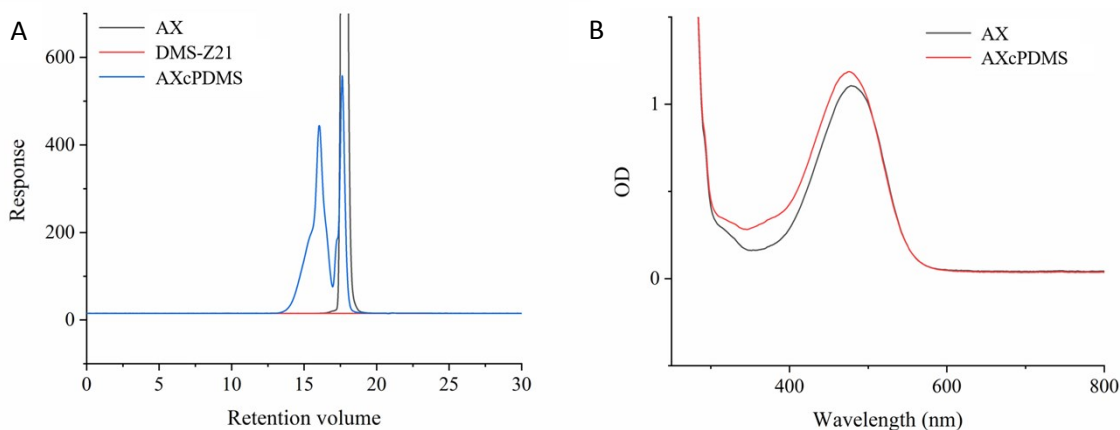 A
AX
DMS-Z21
AXcPDMS
600
400
200
0
Response
0 5 10 15 20 25 30
Retention volume
B
AX
AXcPDMS
1
0
OD
400 600 800
Wavelength (nm)